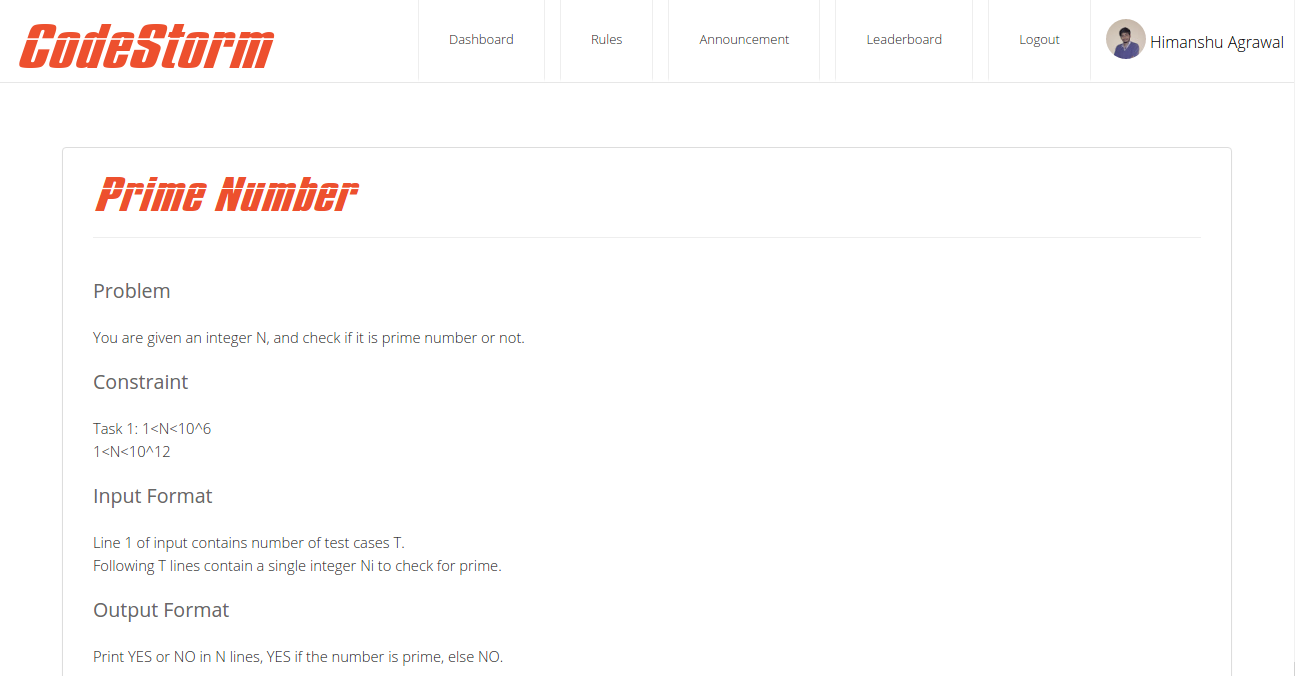 CodeStorm
Dashboard
Rules
Announcement
Leaderboard
Logout
Himanshu Agrawal
Prime Number
Problem
You are given an integer N, and check if it is prime number or not.
Constraint
Task 1: 1<N<10^6
1<N<10^12
Input Format
Line 1 of input contains number of test cases T.
Following T lines contain a single integer Ni to check for prime.
Output Format
Print YES or NO in N lines, YES if the number is prime, else NO.